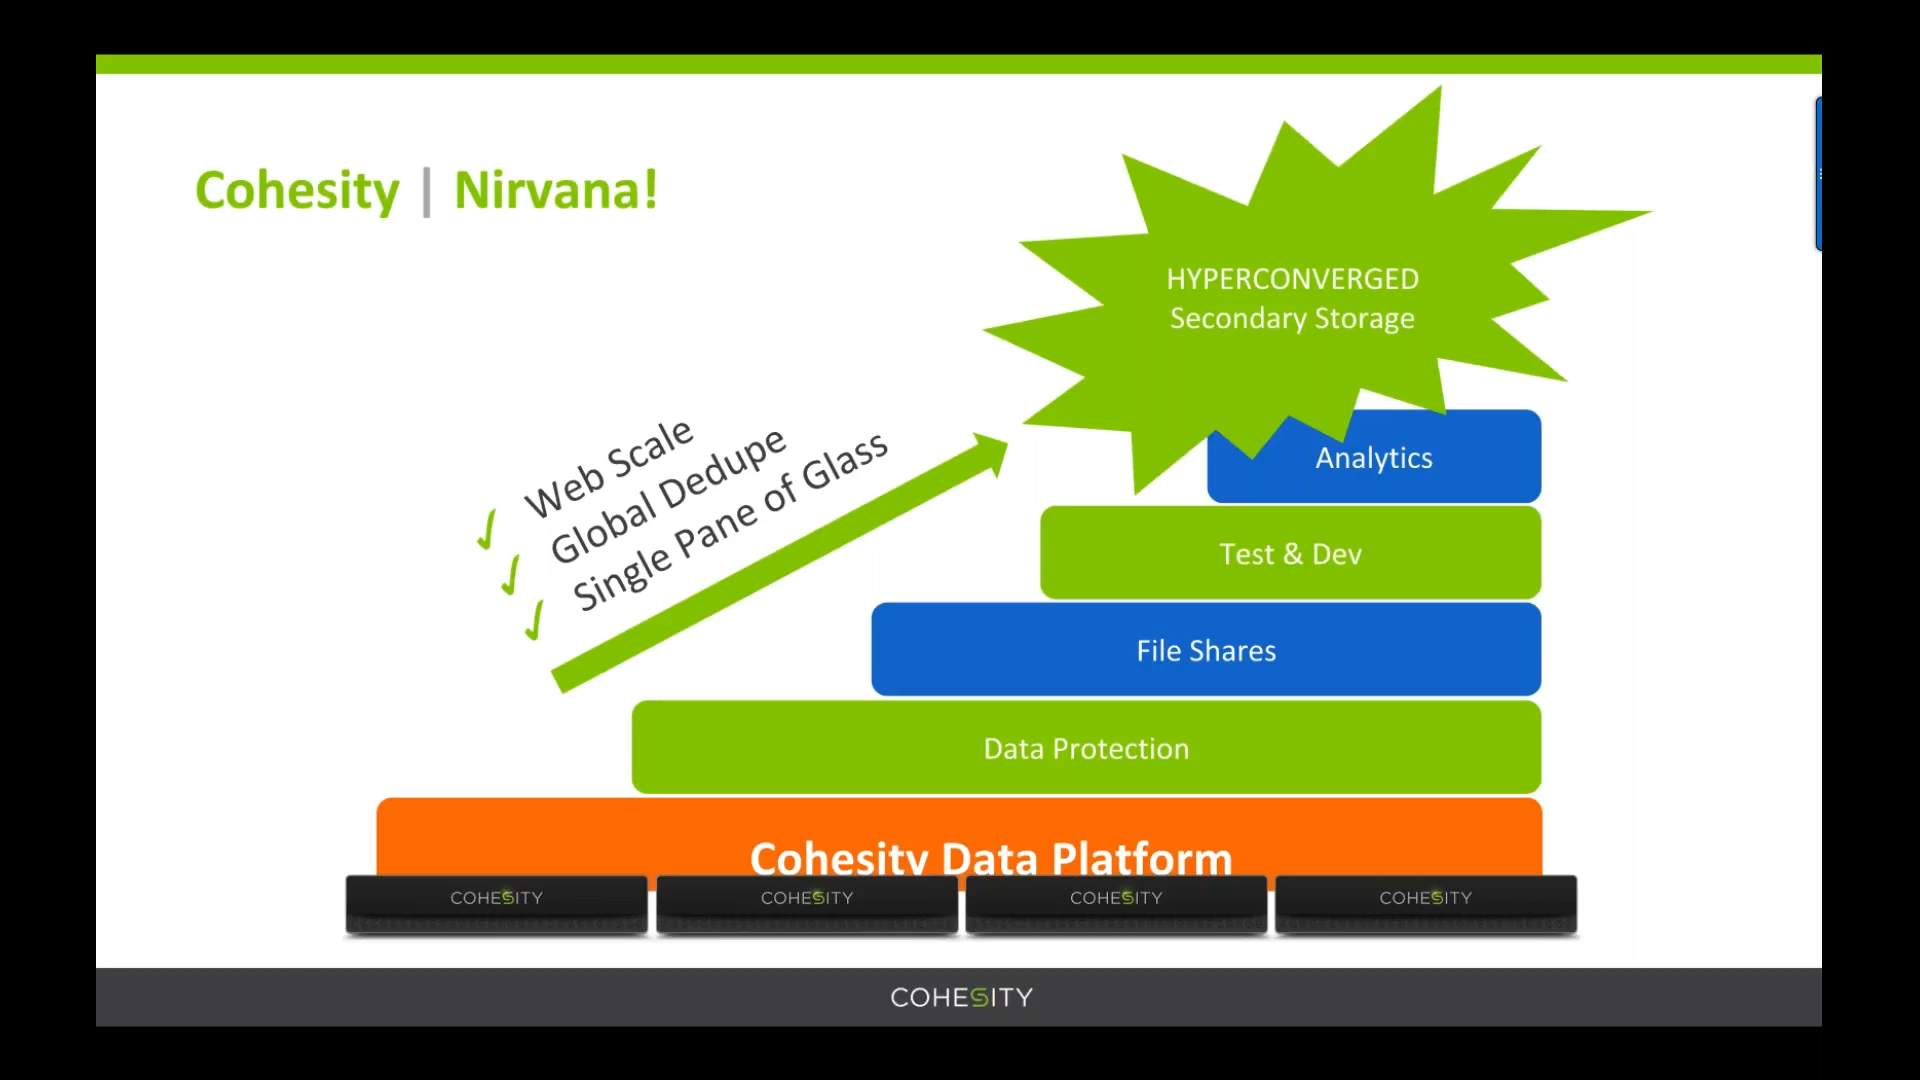 Cohesity | Nirvana!
HYPERCONVERGED
Secondary Storage
✓ Web Scale
✓ Global Dedupe
✓ Single Pane of Glass
Analytics
Test & Dev
File Shares
Data Protection
Cohesity Data Platform
COHESITY COHESITY COHESITY COHESITY
COHESITY